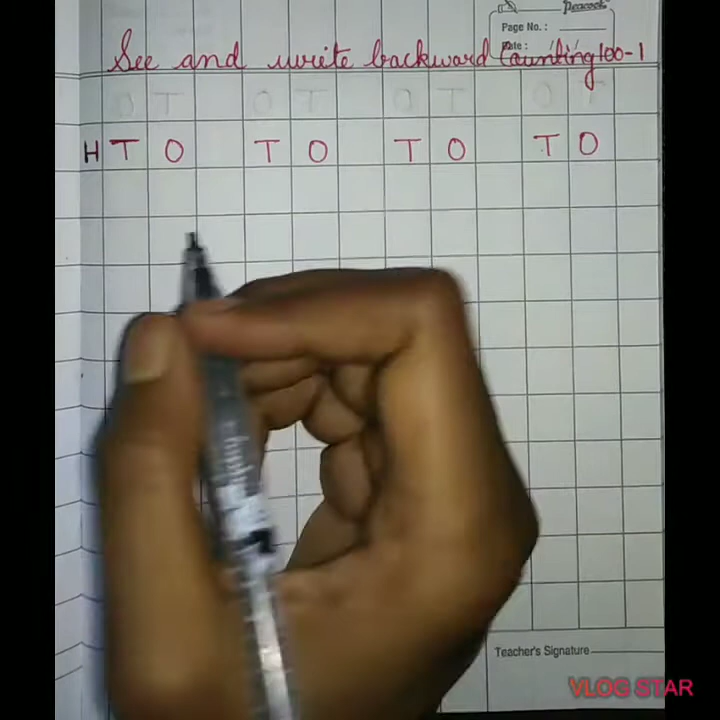 Peacock
Page No.:
Date:
See and write backward Counting 100-1
O T O T O T O T
H T O T O T O T O
Teacher's Signature
VLOG STAR